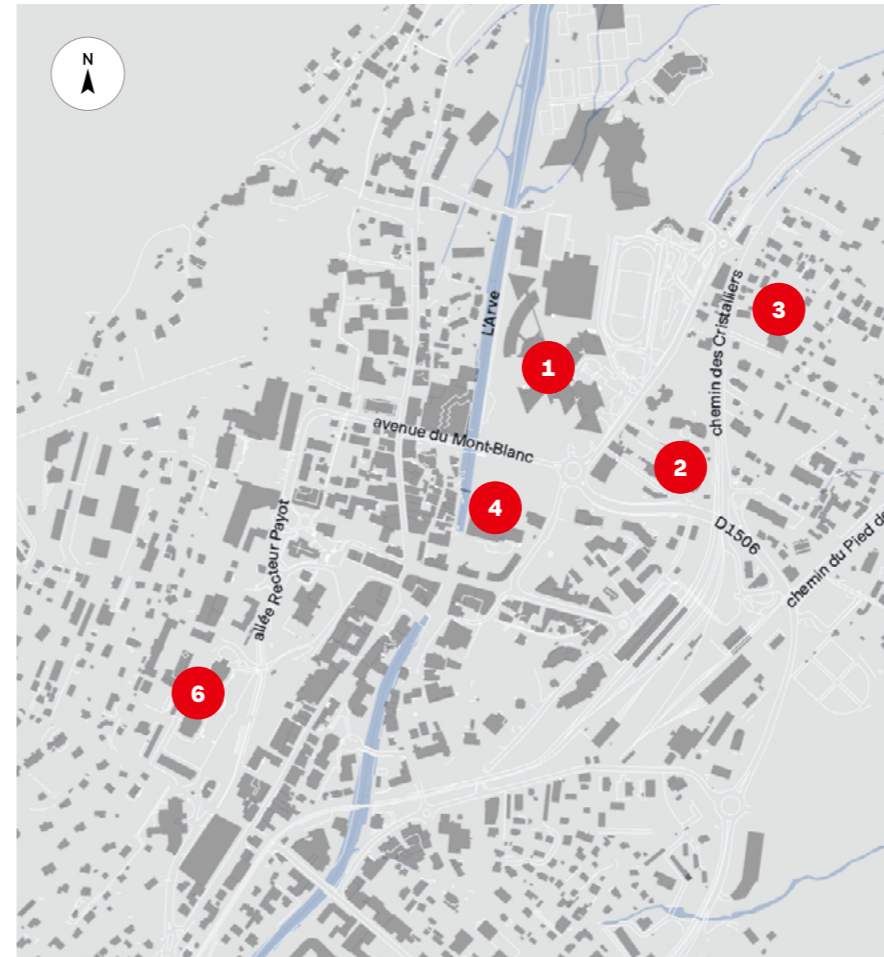 N
L'Arve
chemin des Cristalliers
3
1
avenue du Mont-Blanc
2
4
D1506
chemin du Pied de
allée Recteur Payot
6